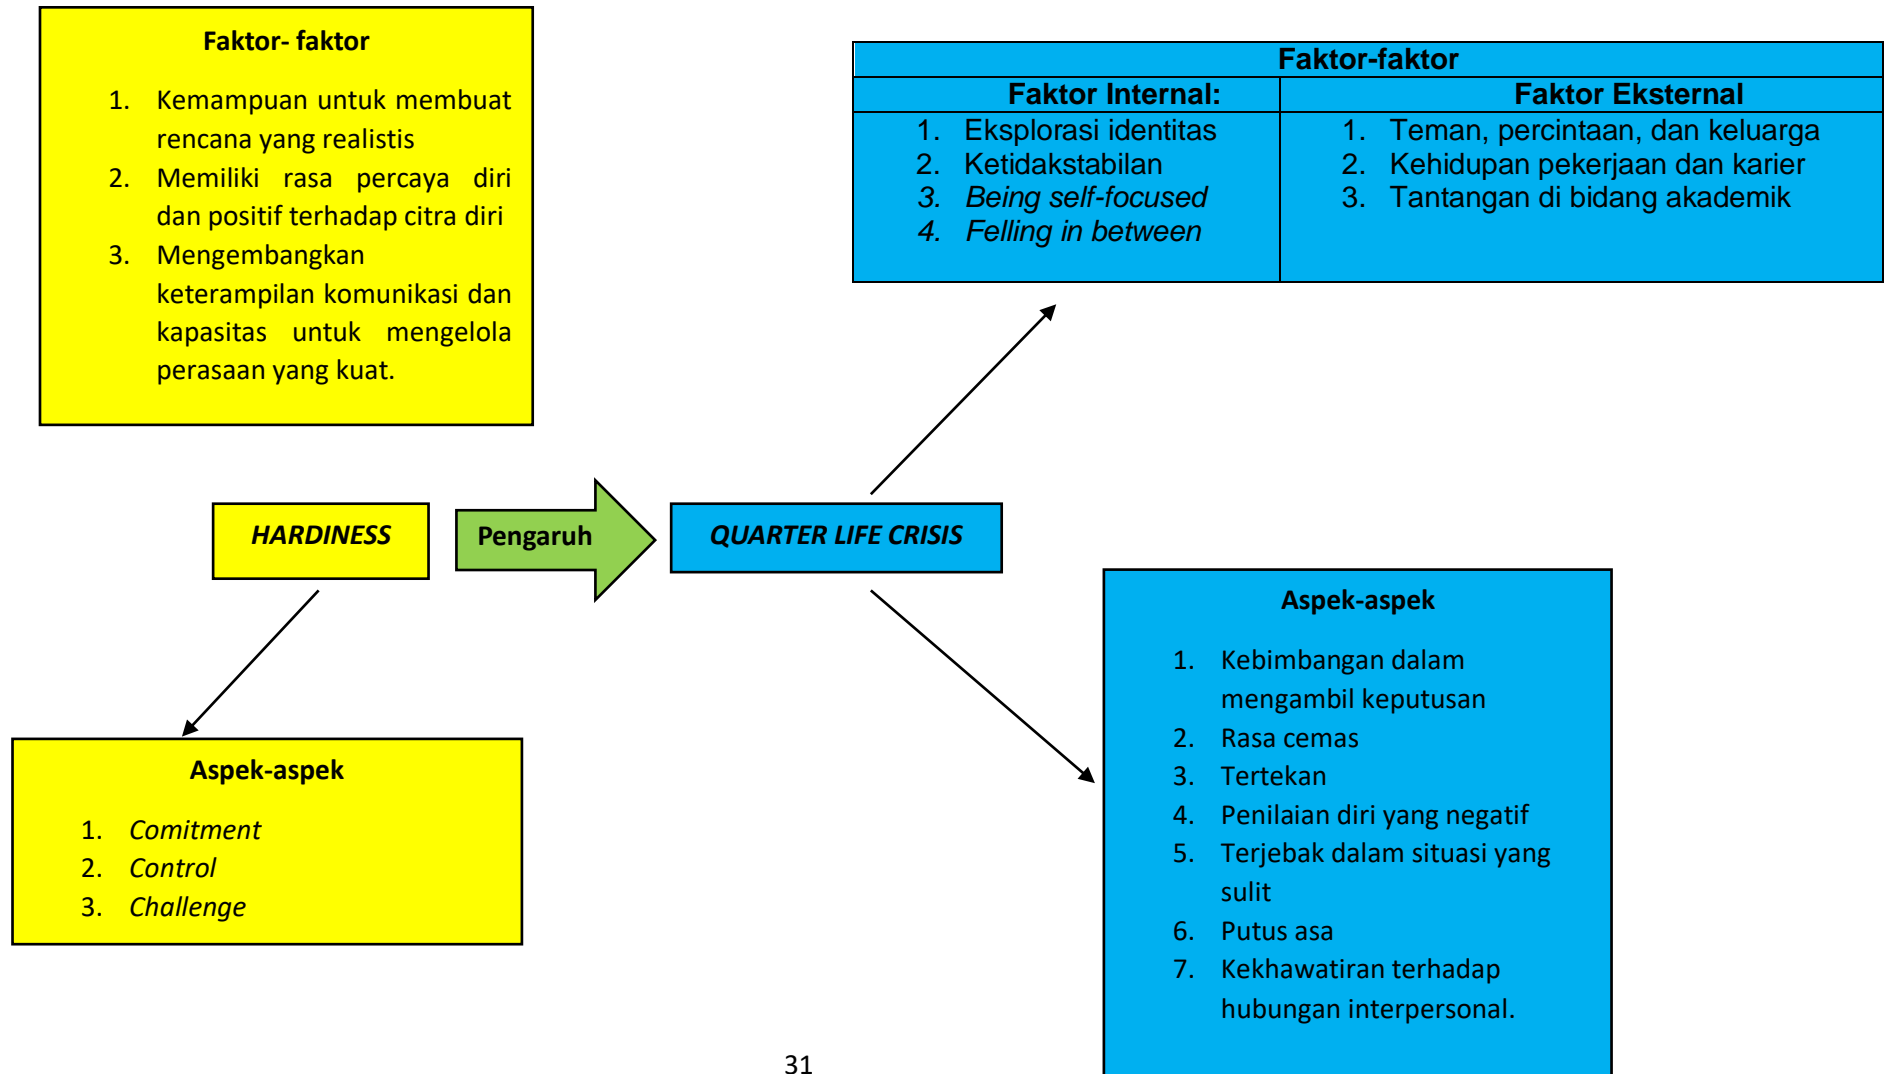 Faktor- faktor
1. Kemampuan untuk membuat
rencana yang realistis
2. Memiliki rasa percaya diri
dan positif terhadap citra diri
3. Mengembangkan
keterampilan komunikasi dan
kapasitas untuk mengelola
perasaan yang kuat.
Faktor-faktor
Faktor Internal:
1. Eksplorasi identitas
2. Ketidakstabilan
3. Being self-focused
4. Felling in between
Faktor Eksternal
1. Teman, percintaan, dan keluarga
2. Kehidupan pekerjaan dan karier
3. Tantangan di bidang akademik
HARDINESS
Pengaruh
QUARTER LIFE CRISIS
Aspek-aspek
1. Comitment
2. Control
3. Challenge
Aspek-aspek
1. Kebimbangan dalam
mengambil keputusan
2. Rasa cemas
3. Tertekan
4. Penilaian diri yang negatif
5. Terjebak dalam situasi yang
sulit
6. Putus asa
7. Kekhawatiran terhadap
hubungan interpersonal.
31